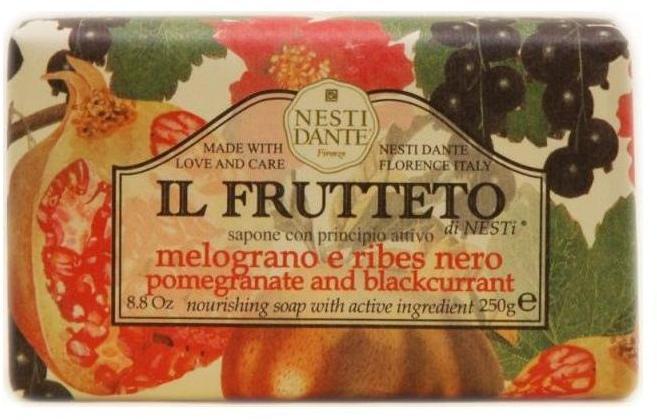 NESTI
DANTE
Firenze
MADE WITH
LOVE AND CARE
NESTI DANTE
FLORENCE ITALY
IL FRUTTETO
di NESTi®
sapone con principio attivo
melograno e ribes nero
pomegranate and blackcurrant
8.8 Oz nourishing soap with active ingredient 250g e